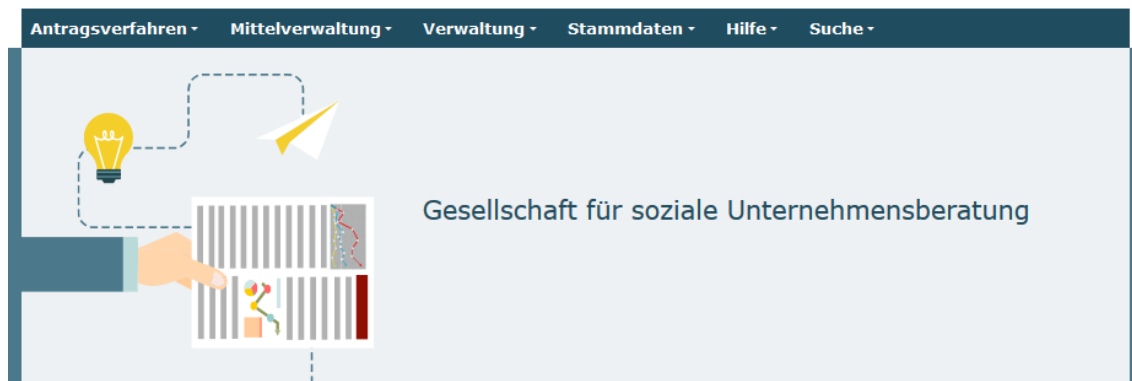 Antragsverfahren Mittelverwaltung Verwaltung Stammdaten Hilfe Suche
Gesellschaft für soziale Unternehmensberatung